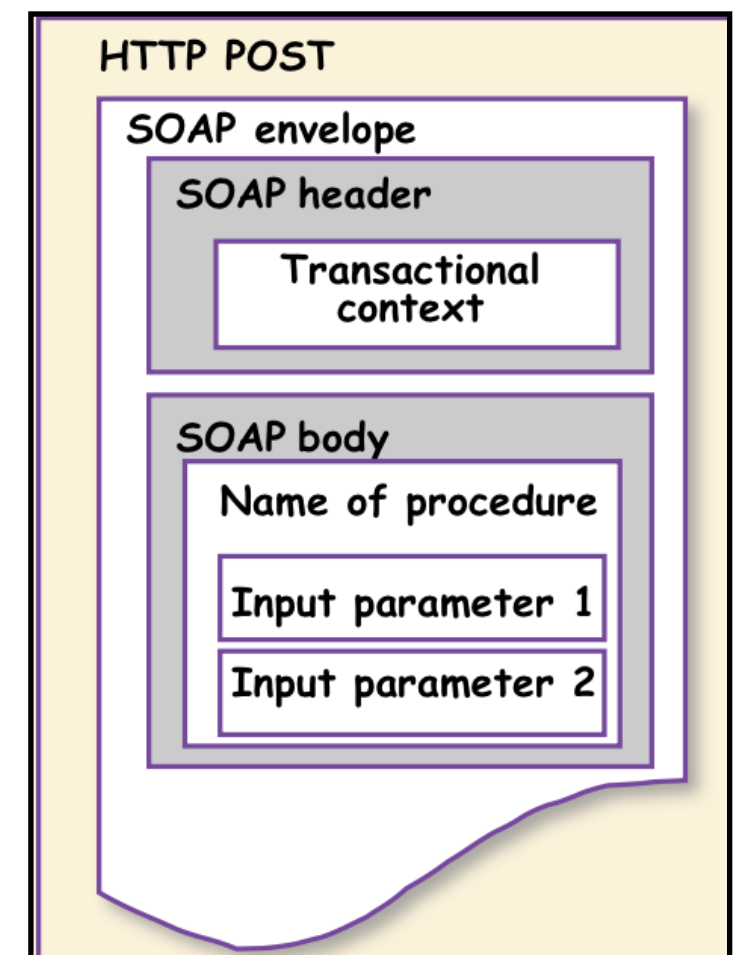 HTTP POST
SOAP envelope
SOAP header
Transactional
context
SOAP body
Name of procedure
Input parameter 1
Input parameter 2